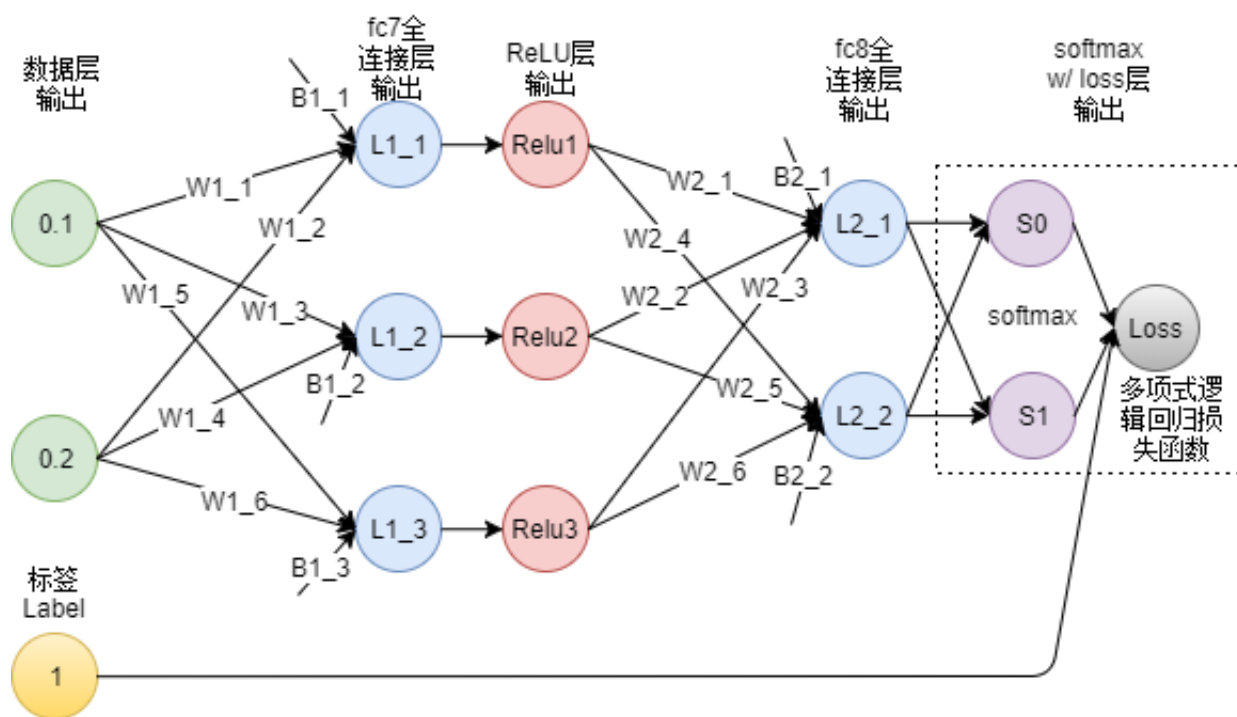 数据层
输出
fc7全
连接层
输出
ReLU层
输出
fc8全
连接层
输出
softmax
w/ loss层
输出
B1_1
L1_1
Relu1
B2_1
0.1
W1_1
W2_1
L2_1
S0
W1_2
W2_4
W1_5
W1_3
W2_2
W2_3
softmax
L1_2
Relu2
Loss
B1_2
W1_4
W2_5
多项式逻
辑回归损
失函数
0.2
L2_2
S1
W1_6
W2_6
B2_2
L1_3
Relu3
B1_3
标签
Label
1